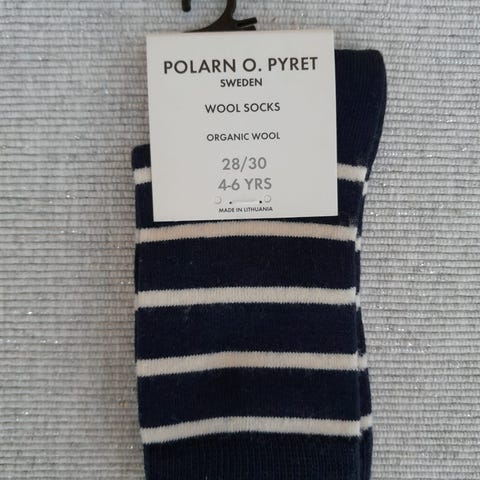 POLARN O. PYRET
SWEDEN
WOOL SOCKS
ORGANIC WOOL
28/30
4-6 YRS
MADE IN LITHUANIA